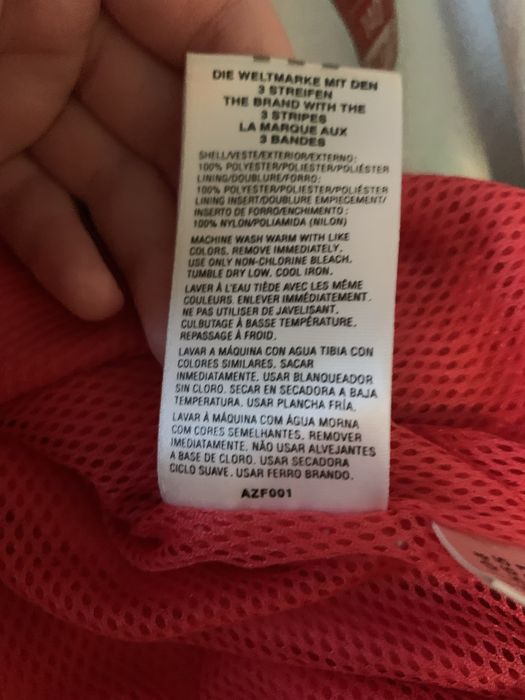 DIE WELTMARKE MIT DEN
3 STREIFEN
THE BRAND WITH THE
3 STRIPES
LA MARQUE AUX
3 BANDES
SHELL/VESTE/EXTERIOR/EXTERNO:
100% POLYESTER/POLIESTER/POLIÉSTER
LINING/DOUBLURE/FORRO:
100% POLYESTER/POLIESTER/POLIÉSTER
LINING INSERT/DOUBLURE EMPIECEMENT/
INSERTO DE FORRO/ENCHIMENTO:
100% NYLON/POLIAMIDA (NILON)
MACHINE WASH WARM WITH LIKE
COLORS. REMOVE IMMEDIATELY.
USE ONLY NON-CHLORINE BLEACH.
TUMBLE DRY LOW. COOL IRON.
LAVER À L'EAU TIÈDE AVEC LES MÊME
COULEURS. ENLEVER IMMÉDIATEMENT.
NE PAS UTILISER DE JAVELISANT.
CULBUTAGE À BASSE TEMPÉRATURE.
REPASSAGE À FROID.
LAVAR A MÁQUINA CON AGUA TIBIA CON
COLORES SIMILARES. SACAR
INMEDIATAMENTE. USAR BLANQUEADOR
SIN CLORO. SECAR EN SECADORA A BAJA
TEMPERATURA. USAR PLANCHA FRÍA.
LAVAR À MÁQUINA COM ÁGUA MORNA
COM CORES SEMELHANTES. REMOVER
IMEDIATAMENTE. NÃO USAR ALVEJANTES
A BASE DE CLORO. USAR SECADORA
CICLO SUAVE. USAR FERRO BRANDO.
AZF001